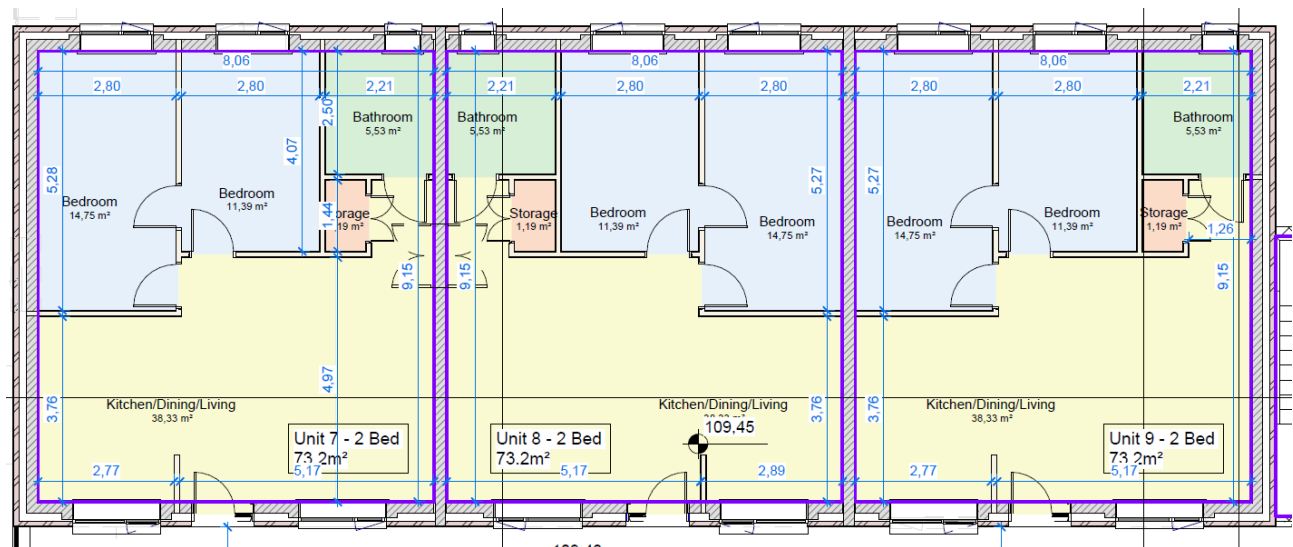 8,06
8,06
8,06
2,80
2,80
2,21
2,21
2,80
2,80
2,80
2,80
2,21
Bathroom
5,53 m²
Bathroom
5,53 m²
Bathroom
5,53 m²
2,50
4,07
5,28
5,27
5,27
Bedroom
14,75 m²
Bedroom
11,39 m²
1,44
orage
19 m²
Storage
1,19 m²
Bedroom
11,39 m²
Bedroom
14,75 m²
Bedroom
14,75 m²
Bedroom
11,39 m²
Storage
1,19 m²
1,26
9,15
9,15
9,15
4,97
3,76
3,76
3,76
Kitchen/Dining/Living
38,33 m²
Kitchen/Dining/Living
Kitchen/Dining/Living
38,33 m²
109,45
Unit 7 - 2 Bed
73.2m²
Unit 8 - 2 Bed
73.2m²
Unit 9 - 2 Bed
73.2m²
2,77
5,17
5,17
2,89
2,77
5,17